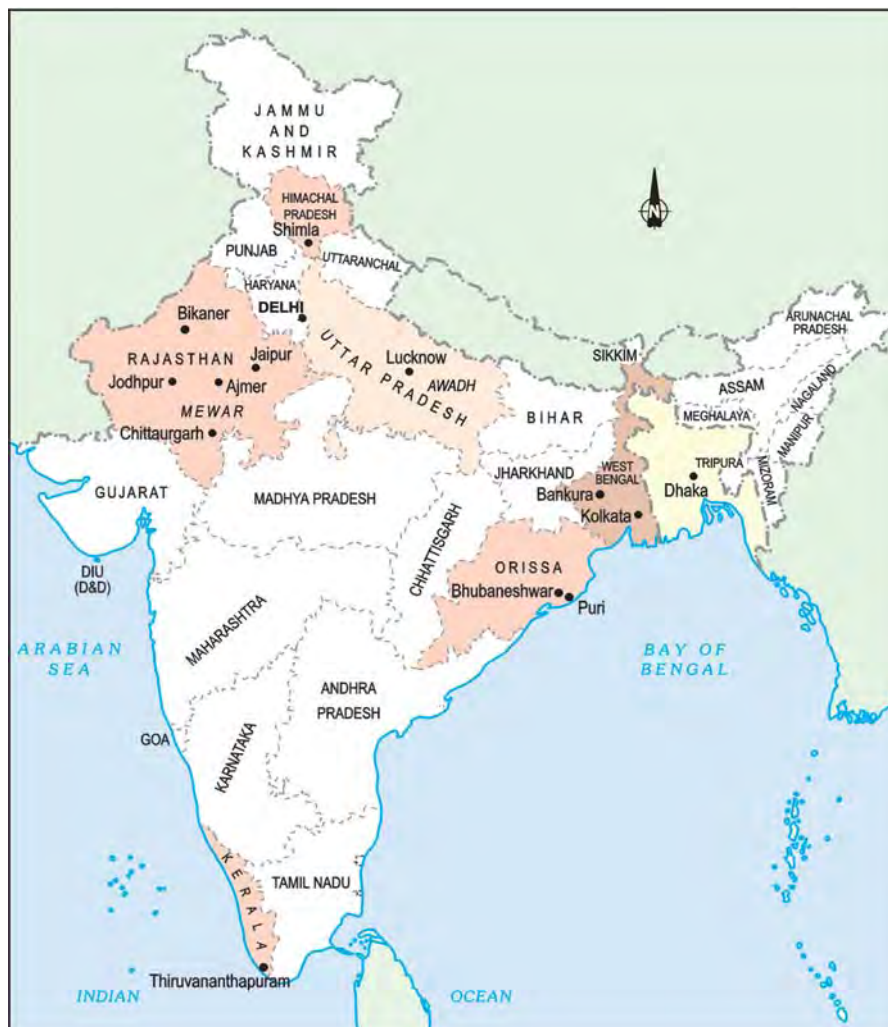 JAMMU
AND
KASHMIR
HIMACHAL
PRADESH
Shimla
PUNJAB
UTTARANCHAL
HARYANA
DELHI
N
ARUNACHAL
PRADESH
Bikaner
RAJASTHAN
Jaipur
Jodhpur
Ajmer
MEWAR
Chittaurgarh
UTTAR PRADESH
Lucknow
AWADH
SIKKIM
ASSAM
NAGALAND
MEGHALAYA
MANIPUR
BIHAR
TRIPURA
MIZORAM
Dhaka
JHARKHAND
WEST
BENGAL
Bankura
Kolkata
GUJARAT
MADHYA PRADESH
CHHATTISGARH
DIU
(D&D)
ORISSA
Bhubaneshwar
Puri
MAHARASHTRA
ARABIAN
SEA
BAY OF
BENGAL
ANDHRA
PRADESH
GOA
KARNATAKA
KERALA
TAMIL NADU
Thiruvananthapuram
INDIAN
OCEAN